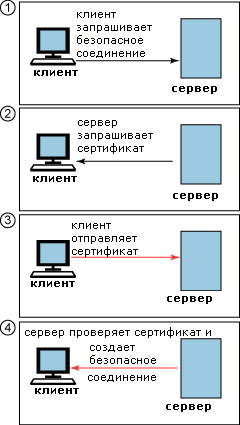 1
клиент
запрашивает
безопасное
соединение
клиент
сервер
2
сервер
запрашивает
сертификат
клиент
сервер
3
клиент
отправляет
сертификат
клиент
сервер
4
сервер проверяет сертификат и
создает
безопасное
соединение
клиент
сервер